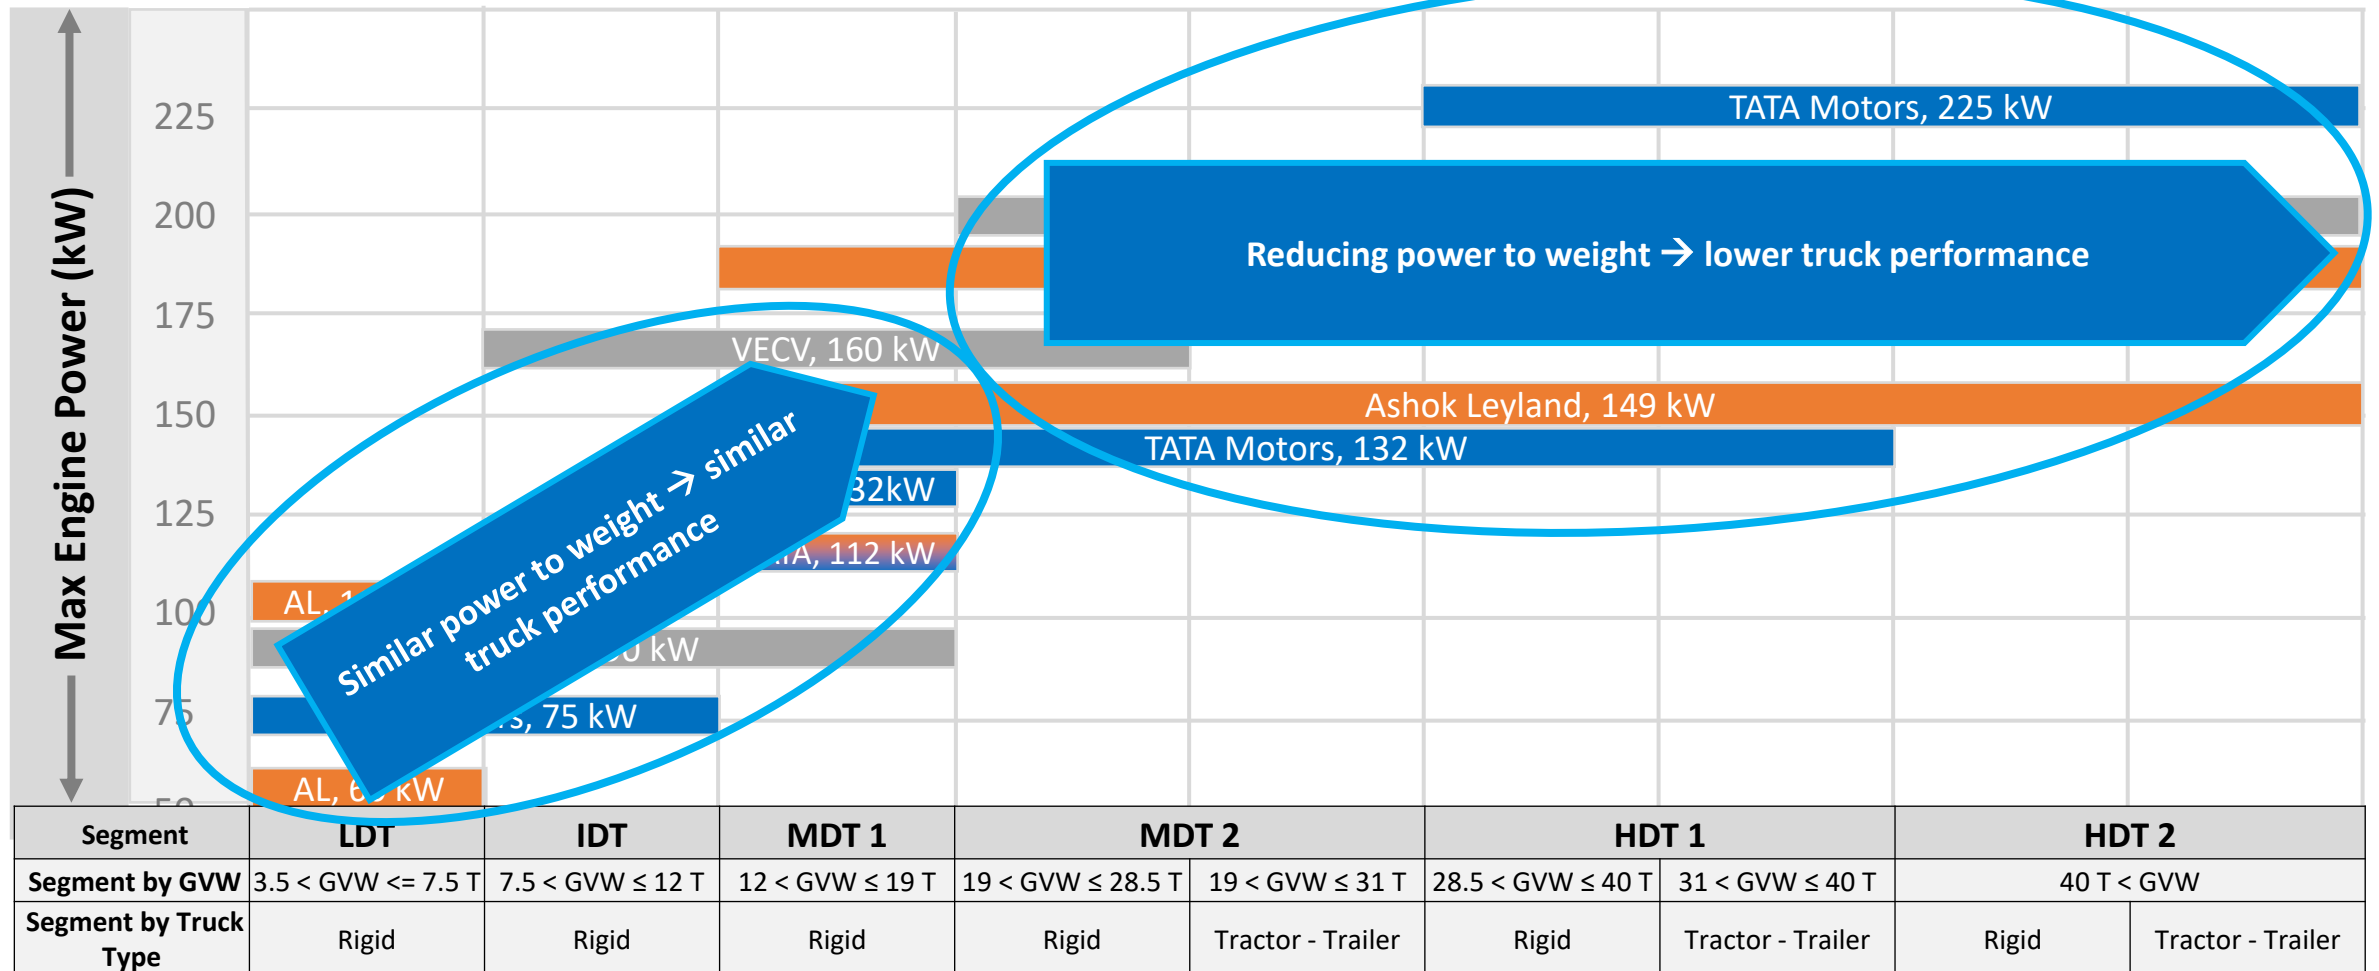 Max Engine Power (kW)
225
TATA Motors, 225 kW
200
Reducing power to weight → lower truck performance
175
VECV, 160 kW
150
Ashok Leyland, 149 kW
TATA Motors, 132 kW
32kW
125
112 kW
100
AL,
kW
Similar power to weight → similar
truck performance
75
75 kW
AL, kW
Segment LDT IDT MDT 1 MDT 2 HDT 1 HDT 2
Segment by GVW 3.5 < GVW <= 7.5 T 7.5 < GVW ≤ 12 T 12 < GVW ≤ 19 T 19 < GVW ≤ 28.5 T 19 < GVW ≤ 31 T 28.5 < GVW ≤ 40 T 31 < GVW ≤ 40 T 40 T < GVW
Segment by Truck
Type
Rigid Rigid Rigid Rigid Tractor - Trailer Rigid Tractor - Trailer Rigid Tractor - Trailer